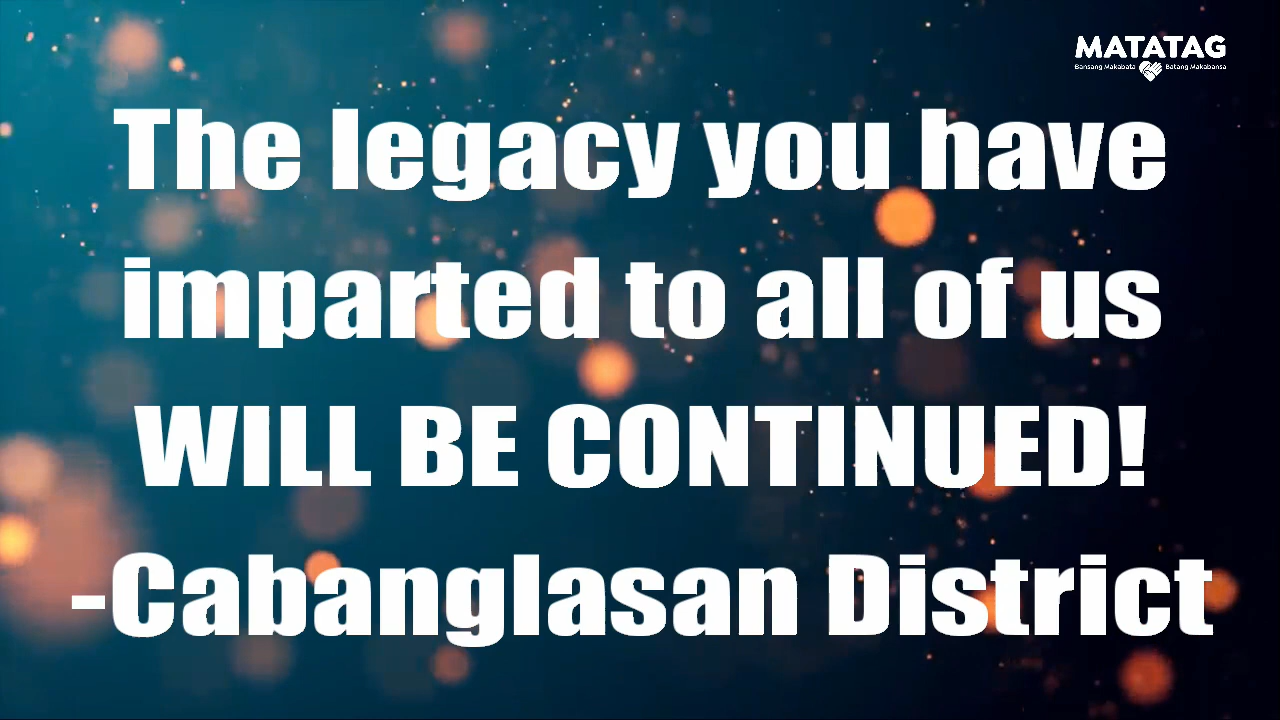 MATATAG
Bansang Makabata Batang Makabansa
The legacy you have
imparted to all of us
WILL BE CONTINUED!
-Cabanglasan District